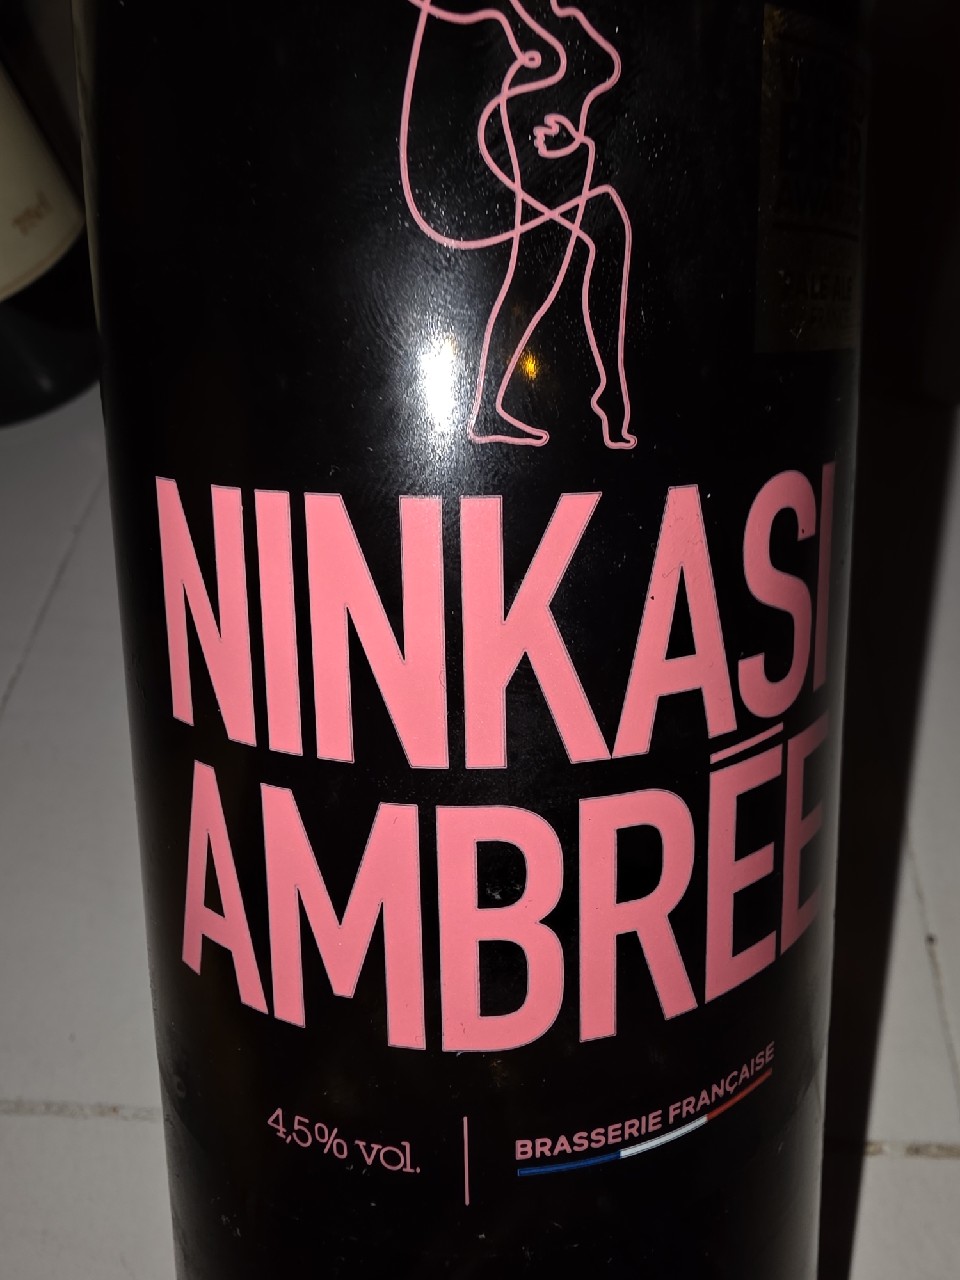 NINKASI
AMBRÉE
4,5% vol.
BRASSERIE FRANÇAISE